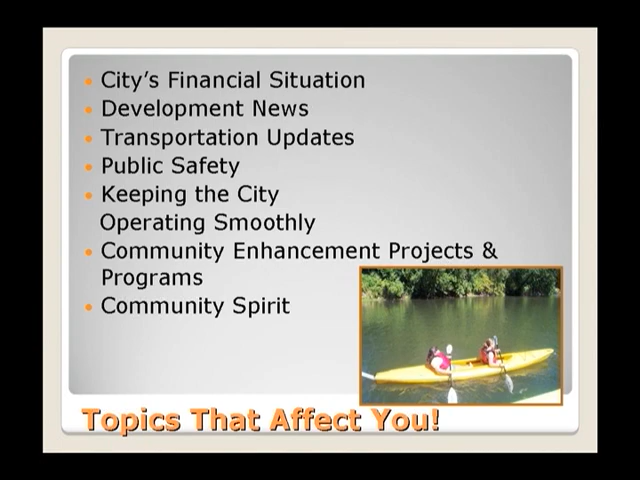 • City's Financial Situation
• Development News
• Transportation Updates
• Public Safety
• Keeping the City
Operating Smoothly
• Community Enhancement Projects &
Programs
• Community Spirit
Topics That Affect You!